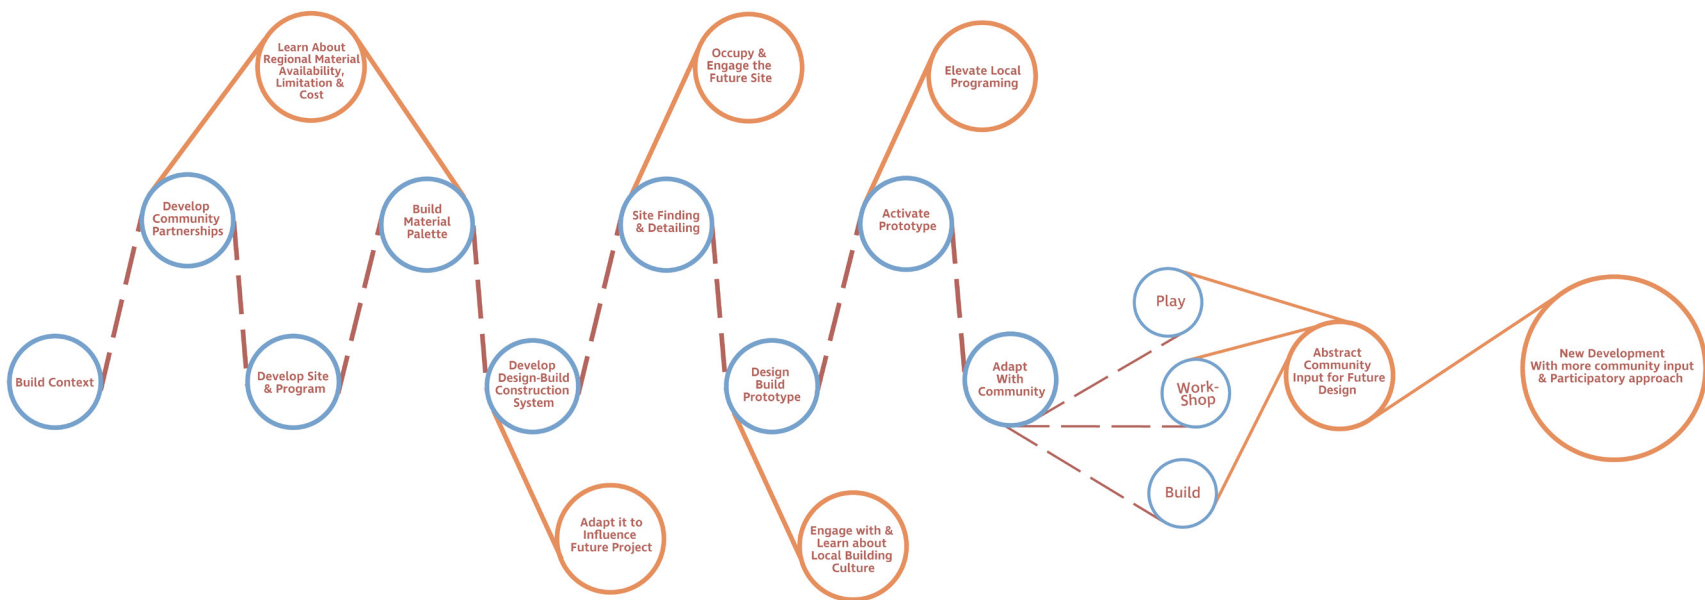 Learn About
Regional Material
Availability,
Limitation &
Cost
Occupy &
Engage the
Future Site
Elevate Local
Programing
Develop
Community
Partnerships
Build
Material
Palette
Site Finding
& Detailing
Activate
Prototype
Build Context
Develop Site
& Program
Develop
Design-Build
Construction
System
Design
Build
Prototype
Adapt
With
Community
Play
Work-
Shop
Build
Abstract
Community
Input for Future
Design
New Development
With more community input
& Participatory approach
Adapt it to
Influence
Future Project
Engage with &
Learn about
Local Building
Culture